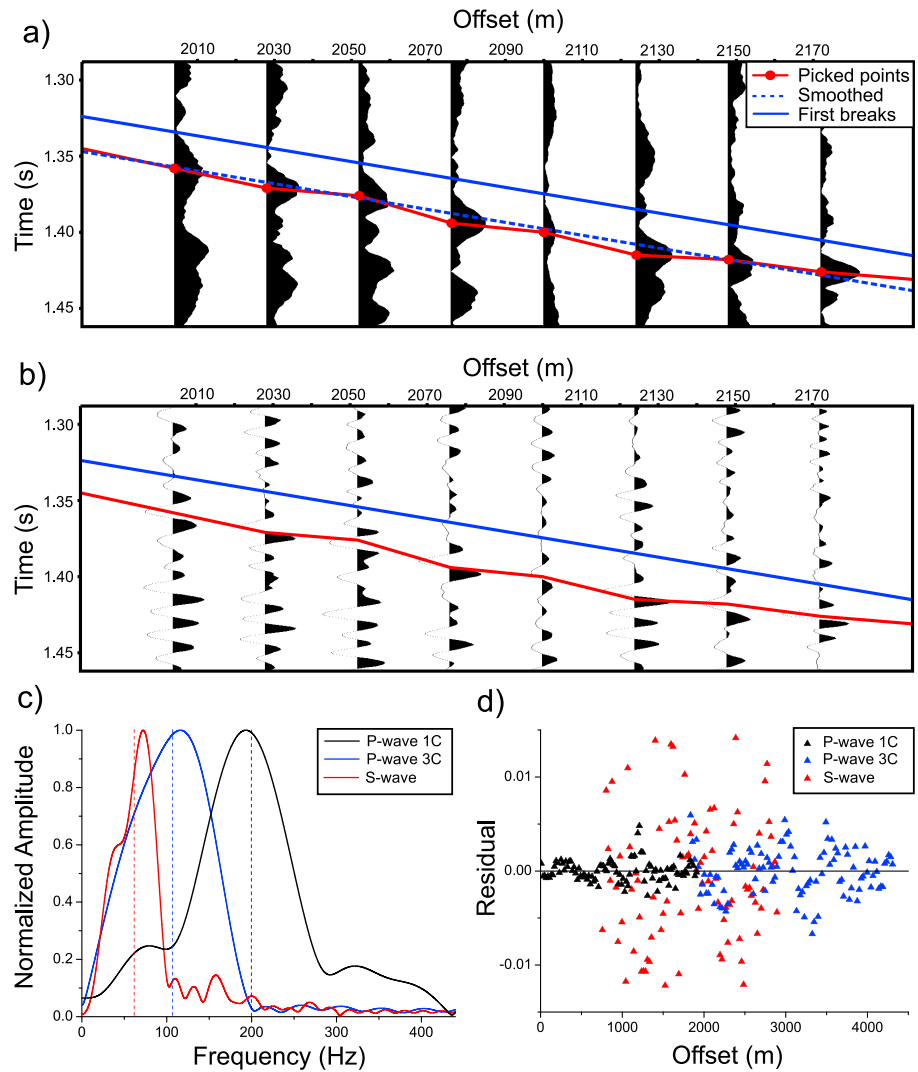 a)
Offset (m)
2010 2030 2052 2076 2090 2110 2130 2150 2170
Time (s)
1.30
1.35
1.40
1.45
Picked points
Smoothed
First breaks
b)
Offset (m)
2010 2030 2051 2076 2090 2110 2130 2150 2170
Time (s)
1.30
1.35
1.40
1.45
c)
Normalized Amplitude
1.0
0.8
0.6
0.4
0.2
0.0
P-wave 1C
P-wave 3C
S-wave
0 100 200 300 400
Frequency (Hz)
d)
Residual
0.01
0.00
-0.01
P-wave 1C
P-wave 3C
S-wave
0 1000 2000 3000 4000
Offset (m)